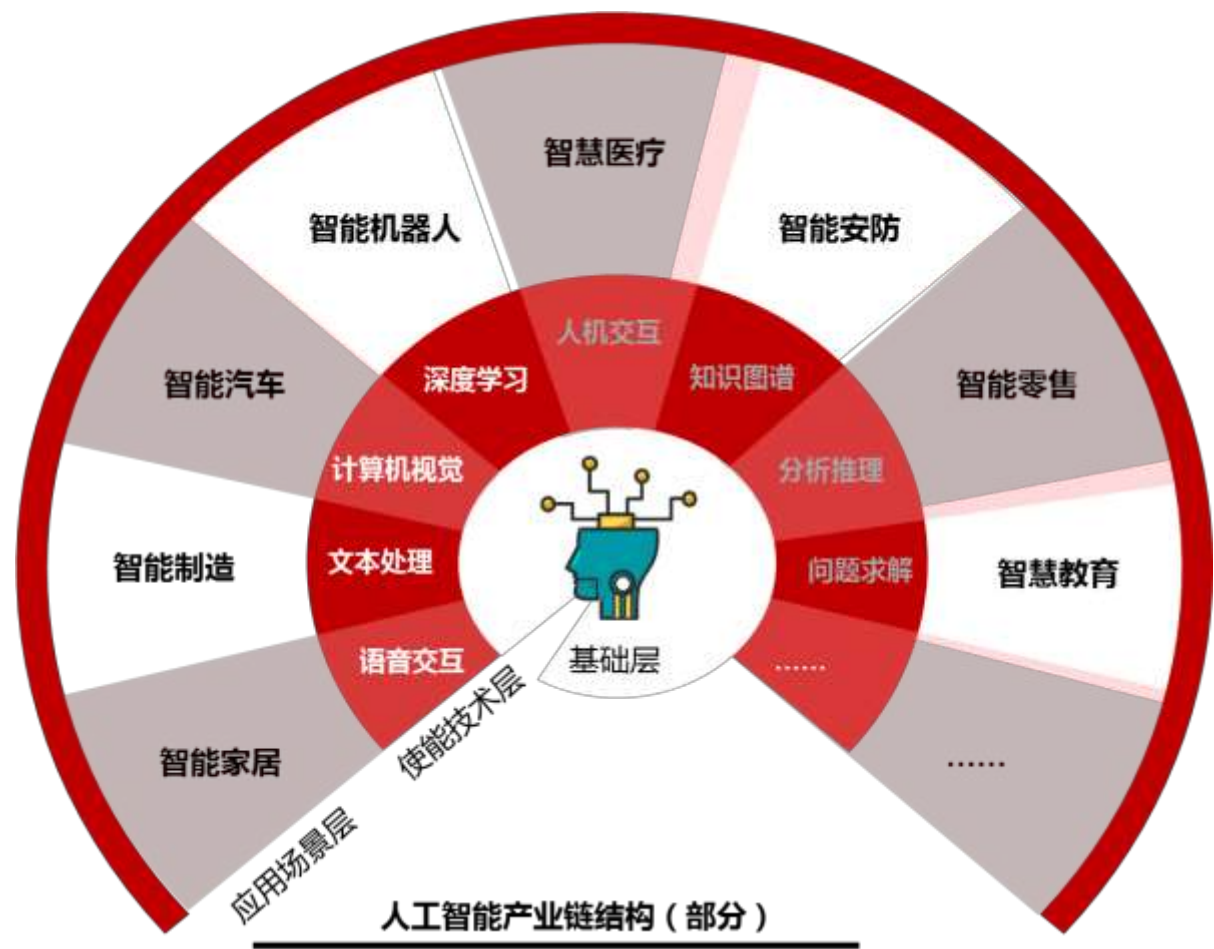 智慧医疗
智能机器人
智能安防
人机交互
深度学习
知识图谱
智能汽车
智能零售
计算机视觉
分析推理
智能制造
文本处理
问题求解
智慧教育
语音交互
基础层
……
使能技术层
智能家居
……
应用场景层
人工智能产业链结构（部分）